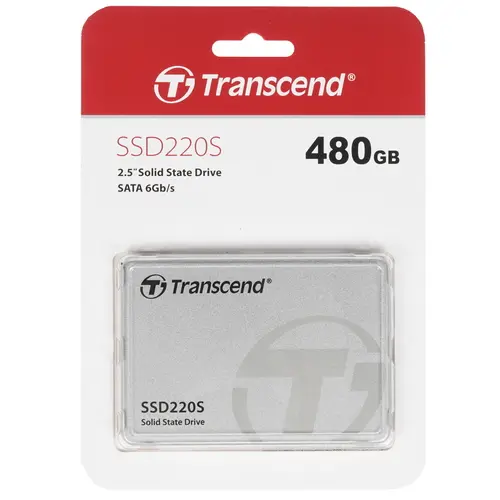 Transcend®
SSD220S
480GB
2.5" Solid State Drive
SATA 6Gb/s
Transcend®
SSD220S
Solid State Drive